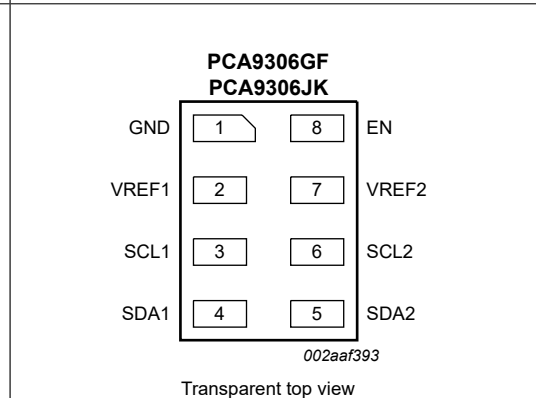 PCA9306GF
PCA9306JK
GND 1 8 EN
VREF1 2 7 VREF2
SCL1 3 6 SCL2
SDA1 4 5 SDA2
002aaf393
Transparent top view